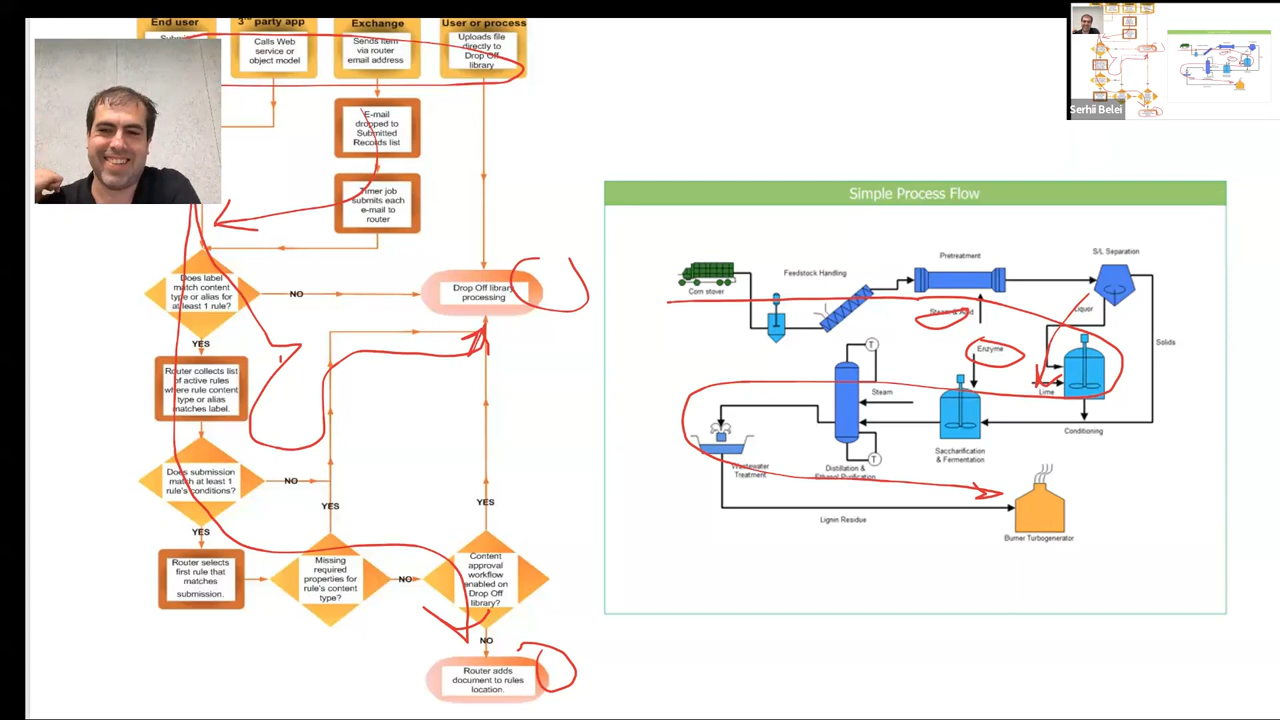 End user
3rd party app
Exchange
User or process
Calls Web
service or
object model
Sends item
via router
email address
Uploads file
directly to
Drop Off
library
E-mail
dropped to
Submitted
Records list
Timer job
submits each
e-mail to
router
Does label
match content
type or alias for
at least 1 rule?
NO
Drop Off library
processing
YES
Router collects list
of active rules
where rule content
type or alias
matches label.
Does submission
match at least 1
rule's conditions?
NO
YES
YES
YES
Router selects
first rule that
matches
submission.
Missing
required
properties for
rule's content
type?
NO
Content
approval
workflow
enabled on
Drop Off
library?
NO
Router adds
document to rules
location.
Simple Process Flow
Corn stover
Feedstock Handling
Pretreatment
S/L Separation
Steam & Acid
Liquor
Solids
Enzyme
Lime
Steam
Conditioning
Saccharification
& Fermentation
T
T
Distillation &
Ethanol Purification
Wastewater
Treatment
Lignin Residue
Burner Turbogenerator
Serhii Belei